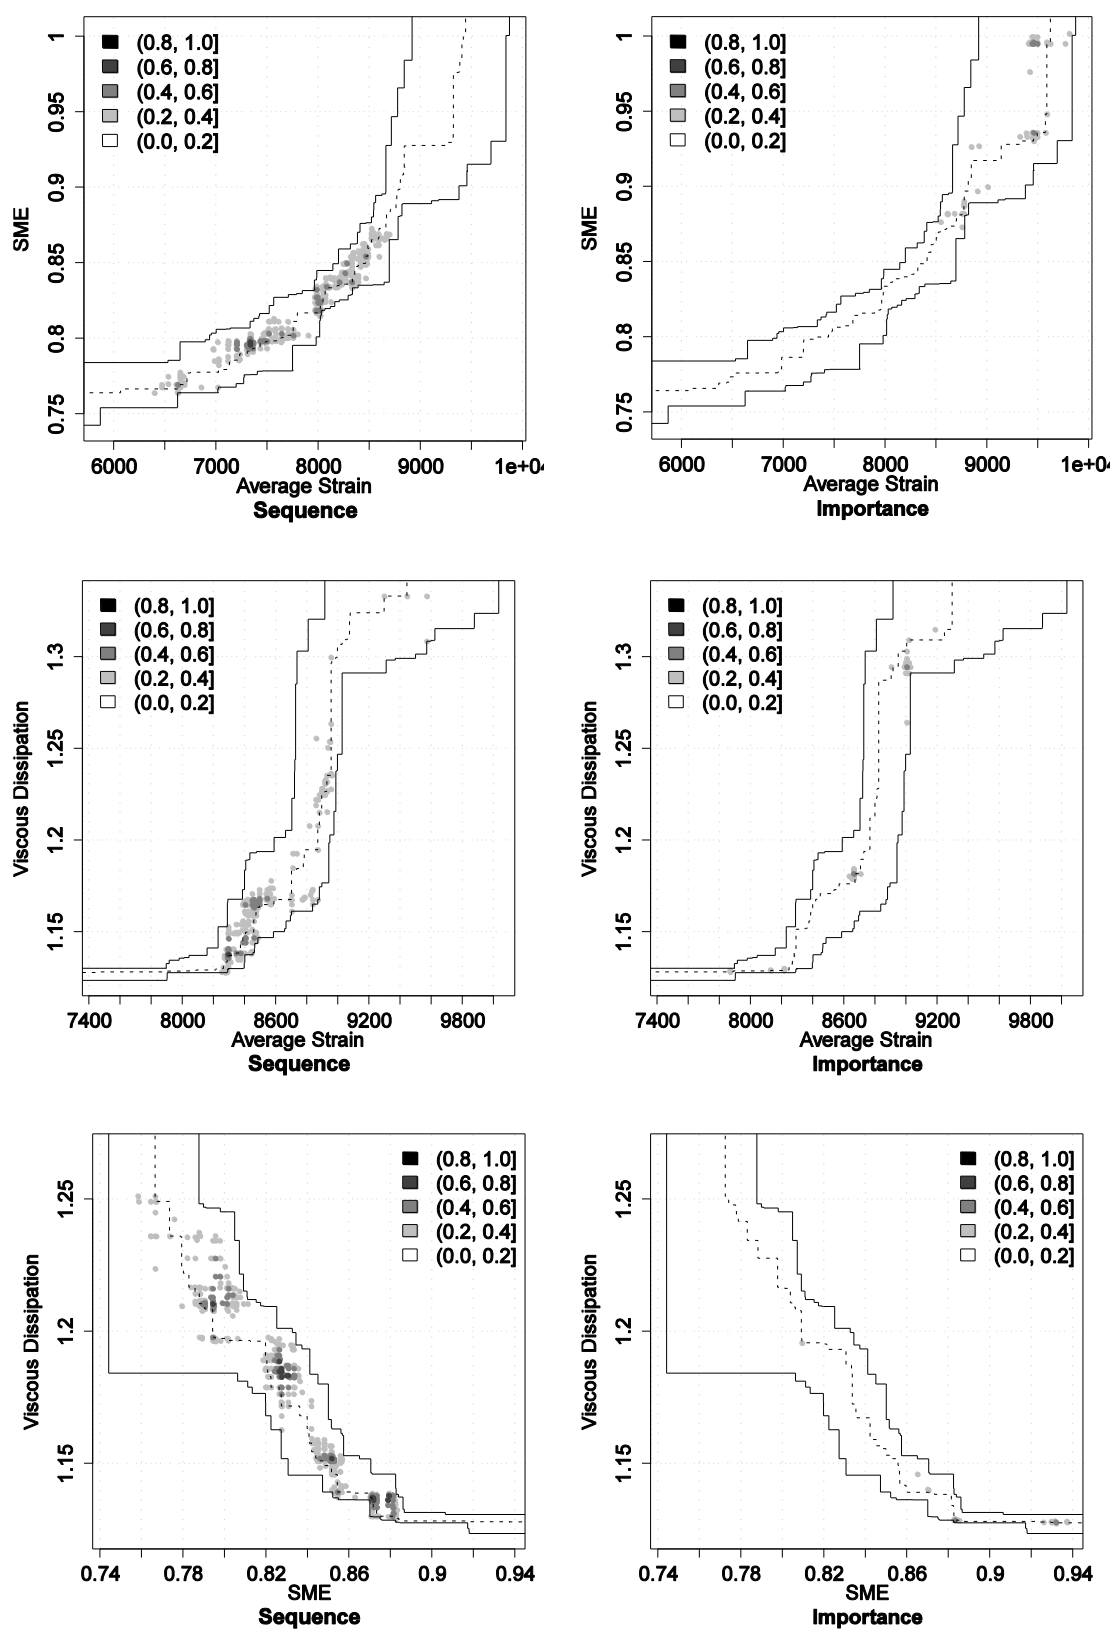 (0.8, 1.0]
(0.6, 0.8]
(0.4, 0.6]
(0.2, 0.4]
(0.0, 0.2]
SME
0.75 0.8 0.85 0.9 0.95 1
6000 7000 8000 9000 1e+04
Average Strain
Sequence
(0.8, 1.0]
(0.6, 0.8]
(0.4, 0.6]
(0.2, 0.4]
(0.0, 0.2]
SME
0.75 0.8 0.85 0.9 0.95 1
6000 7000 8000 9000 1e+0
Average Strain
Importance
(0.8, 1.0]
(0.6, 0.8]
(0.4, 0.6]
(0.2, 0.4]
(0.0, 0.2]
Viscous Dissipation
1.15 1.2 1.25 1.3
7400 8000 8600 9200 9800
Average Strain
Sequence
(0.8, 1.0]
(0.6, 0.8]
(0.4, 0.6]
(0.2, 0.4]
(0.0, 0.2]
Viscous Dissipation
1.15 1.2 1.25 1.3
7400 8000 8600 9200 9800
Average Strain
Importance
(0.8, 1.0]
(0.6, 0.8]
(0.4, 0.6]
(0.2, 0.4]
(0.0, 0.2]
Viscous Dissipation
1.15 1.2 1.25
0.74 0.78 0.82 0.86 0.9 0.94
SME
Sequence
(0.8, 1.0]
(0.6, 0.8]
(0.4, 0.6]
(0.2, 0.4]
(0.0, 0.2]
Viscous Dissipation
1.15 1.2 1.25
0.74 0.78 0.82 0.86 0.9 0.94
SME
Importance